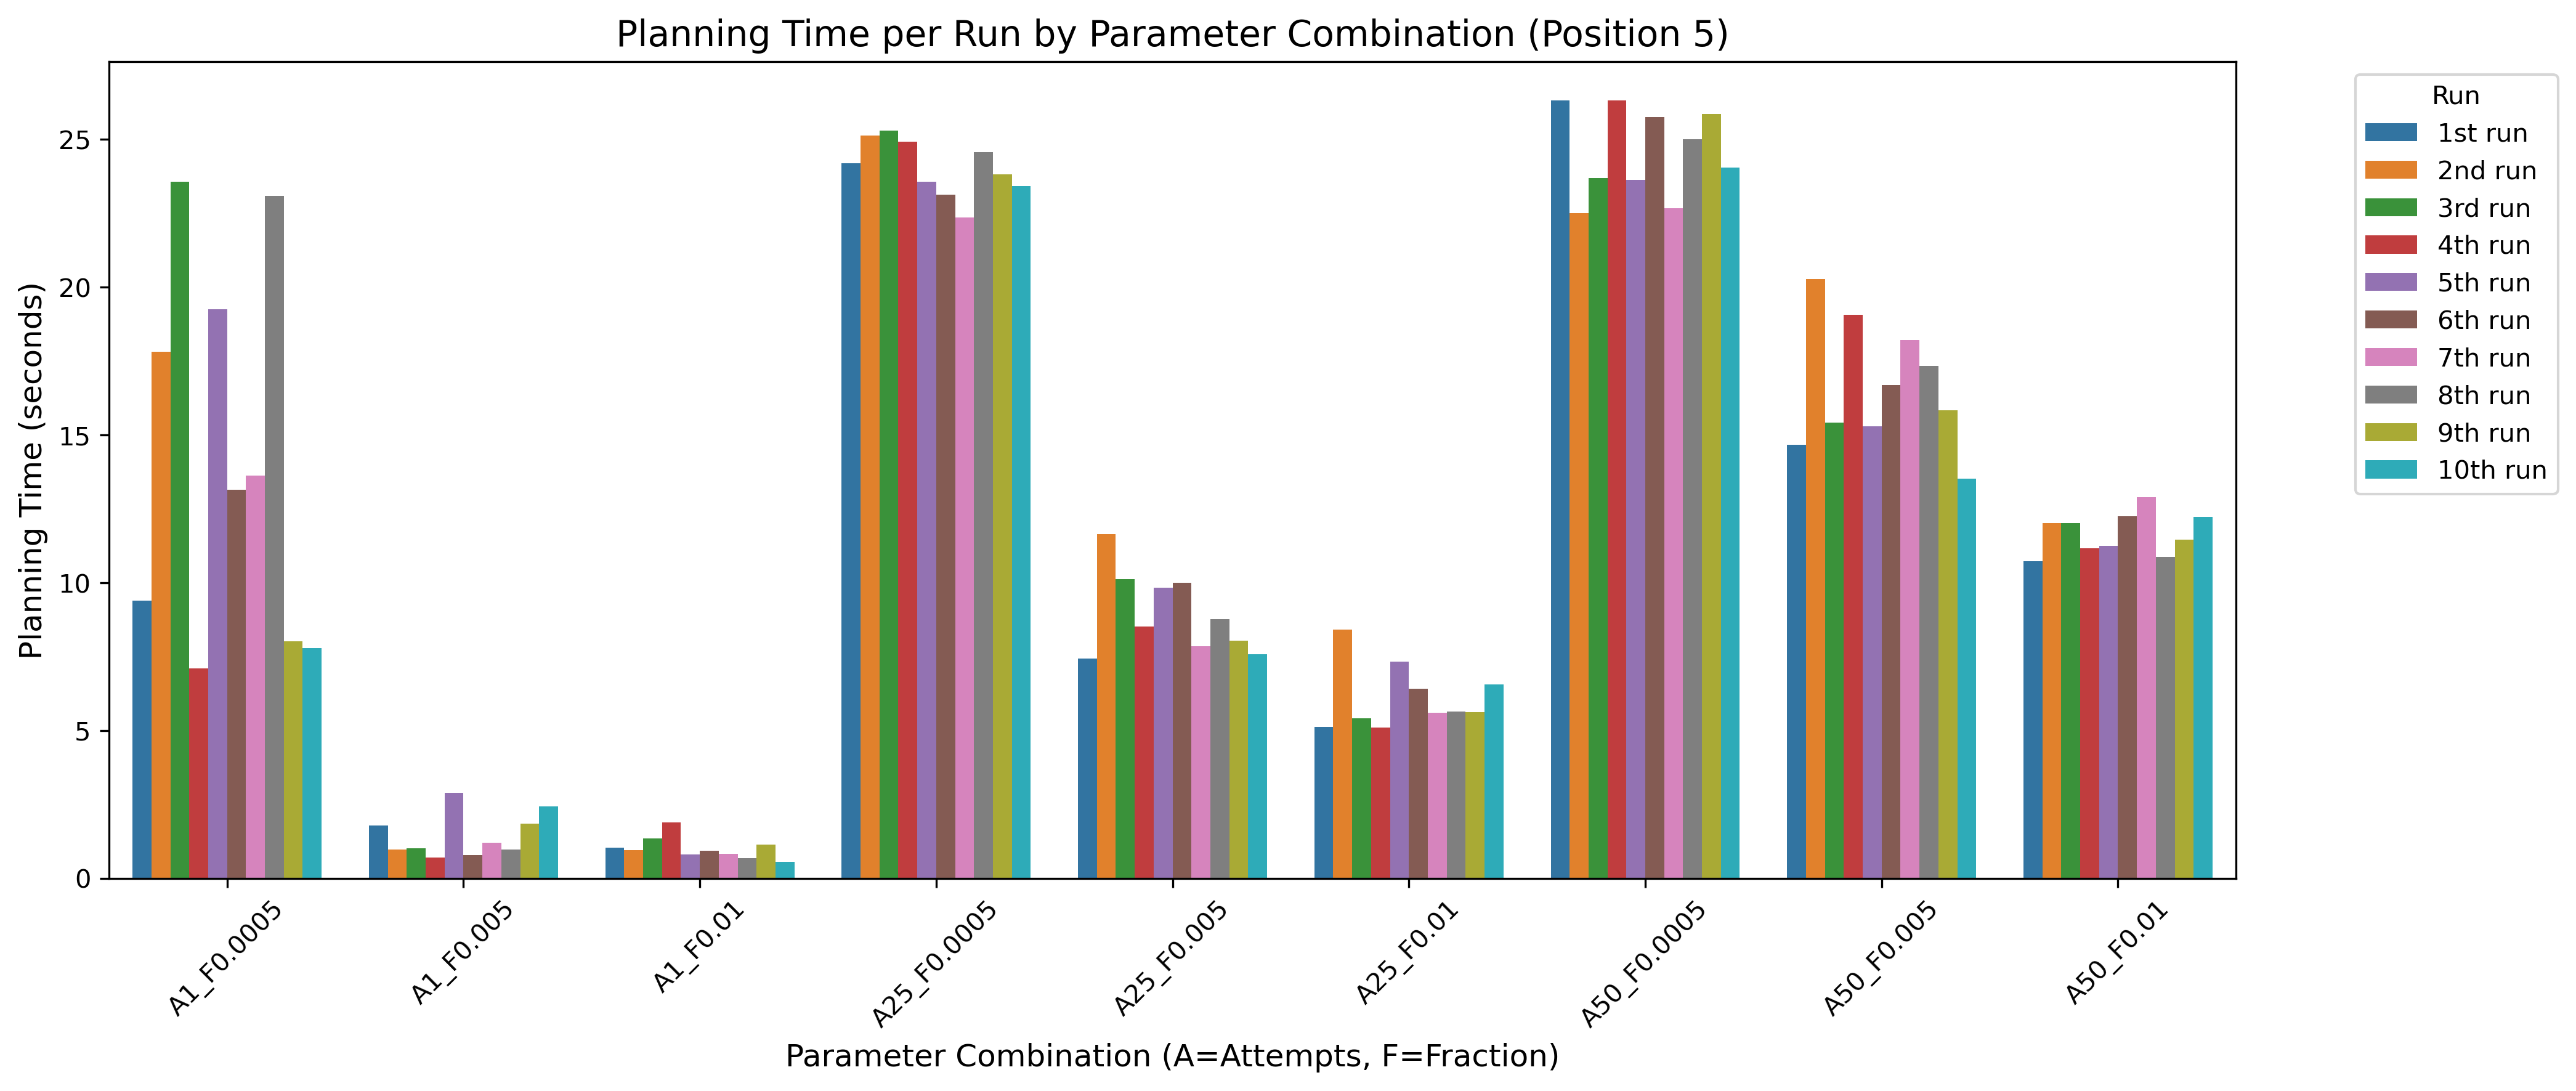 Planning Time per Run by Parameter Combination (Position 5)
Planning Time (seconds)
25
20
15
10
5
0
A1_F0.0005
A1_F0.005
A1_F0.01
A25_F0.0005
A25_F0.005
A25_F0.01
A50_F0.0005
A50_F0.005
A50_F0.01
Parameter Combination (A=Attempts, F=Fraction)
Run
1st run
2nd run
3rd run
4th run
5th run
6th run
7th run
8th run
9th run
10th run